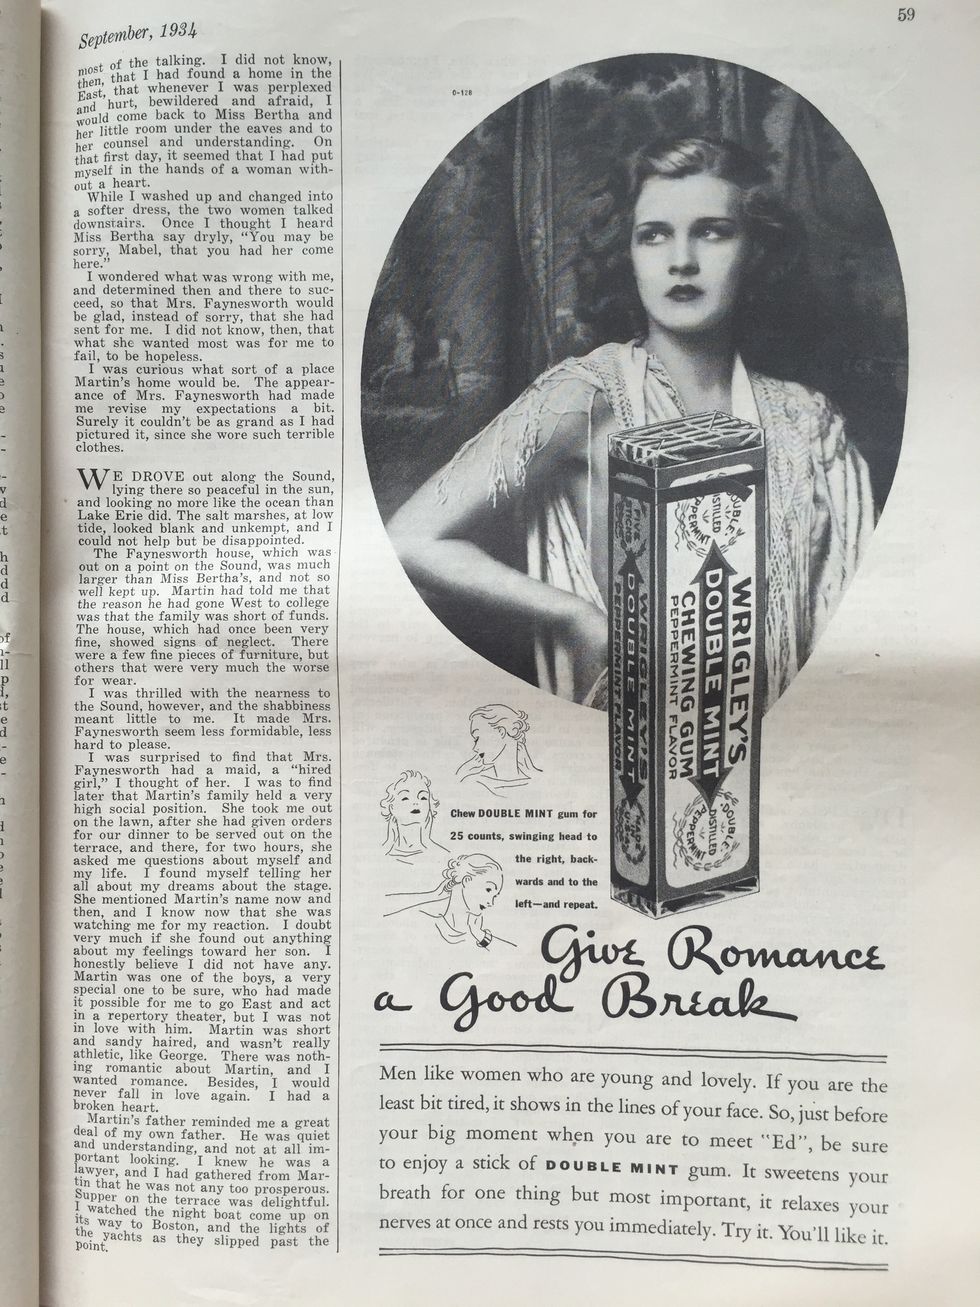 September, 1934
59
most of the talking. I did not know,
then, that I had found a home in the
East, that whenever I was perplexed
and hurt, bewildered and afraid, I
would come back to Miss Bertha and
her little room under the eaves and to
her counsel and understanding. On
that first day, it seemed that I had put
myself in the hands of a woman with-
out a heart.
While I washed up and changed into
a softer dress, the two women talked
downstairs. Once I thought I heard
Miss Bertha say dryly, "You may be
sorry, Mabel, that you had her come
here."
I wondered what was wrong with me,
and determined then and there to suc-
ceed, so that Mrs. Faynesworth would
be glad, instead of sorry, that she had
sent for me. I did not know, then, that
what she wanted most was for me to
fail, to be hopeless.
I was curious what sort of a place
Martin's home would be. The appear-
ance of Mrs. Faynesworth had made
me revise my expectations a bit.
Surely it couldn't be as grand as I had
pictured it, since she wore such terrible
clothes.
WE DROVE out along the Sound,
lying there so peaceful in the sun,
and looking no more like the ocean than
Lake Erie did. The salt marshes, at low
tide, looked blank and unkempt, and I
could not help but be disappointed.
The Faynesworth house, which was
out on a point on the Sound, was much
larger than Miss Bertha's, and not so
well kept up. Martin had told me that
the reason he had gone West to college
was that the family was short of funds.
The house, which had once been very
fine, showed signs of neglect. There
were a few fine pieces of furniture, but
others that were very much the worse
for wear.
I was thrilled with the nearness to
the Sound, however, and the shabbiness
meant little to me. It made Mrs.
Faynesworth seem less formidable, less
hard to please.
I was surprised to find that Mrs.
Faynesworth had a maid, a "hired
girl," I thought of her. I was to find
later that Martin's family held a very
high social position. She took me out
on the lawn, after she had given orders
for our dinner to be served out on the
terrace, and there, for two hours, she
asked me questions about myself and
my life. I found myself telling her
all about my dreams about the stage.
She mentioned Martin's name now and
then, and I know now that she was
watching me for my reaction. I doubt
very much if she found out anything
about my feelings toward her son. I
honestly believe I did not have any.
Martin was one of the boys, a very
special one to be sure, who had made
it possible for me to go East and act
in a repertory theater, but I was not
in love with him. Martin was short
and sandy haired, and wasn't really
athletic, like George. There was noth-
ing romantic about Martin, and I
wanted romance. Besides, I would
never fall in love again. I had a
broken heart.
Martin's father reminded me a great
deal of my own father. He was quiet
and understanding, and not at all im-
portant looking. I knew he was a
lawyer, and I had gathered from Mar-
tin that he was not any too prosperous.
Supper on the terrace was delightful.
I watched the night boat come up on
its way to Boston, and the lights of
the yachts as they slipped past the
point.
O-128
DOUBLE
DISTILLED
PEPPERMINT
WRIGLEY'S
DOUBLE MINT
CHEWING GUM
PEPPERMINT FLAVOR
DOUBLE
DISTILLED
PEPPERMINT
FIVE
STICKS
WRIGLEY'S
DOUBLE MINT
PEPPERMINT FLAVOR
MADE
IN
U.S.A.
Chew DOUBLE MINT gum for
25 counts, swinging head to
the right, back-
wards and to the
left—and repeat.
Give Romance
a Good Break
Men like women who are young and lovely. If you are the
least bit tired, it shows in the lines of your face. So, just before
your big moment when you are to meet "Ed", be sure
to enjoy a stick of DOUBLE MINT gum. It sweetens your
breath for one thing but most important, it relaxes your
nerves at once and rests you immediately. Try it. You'll like it.